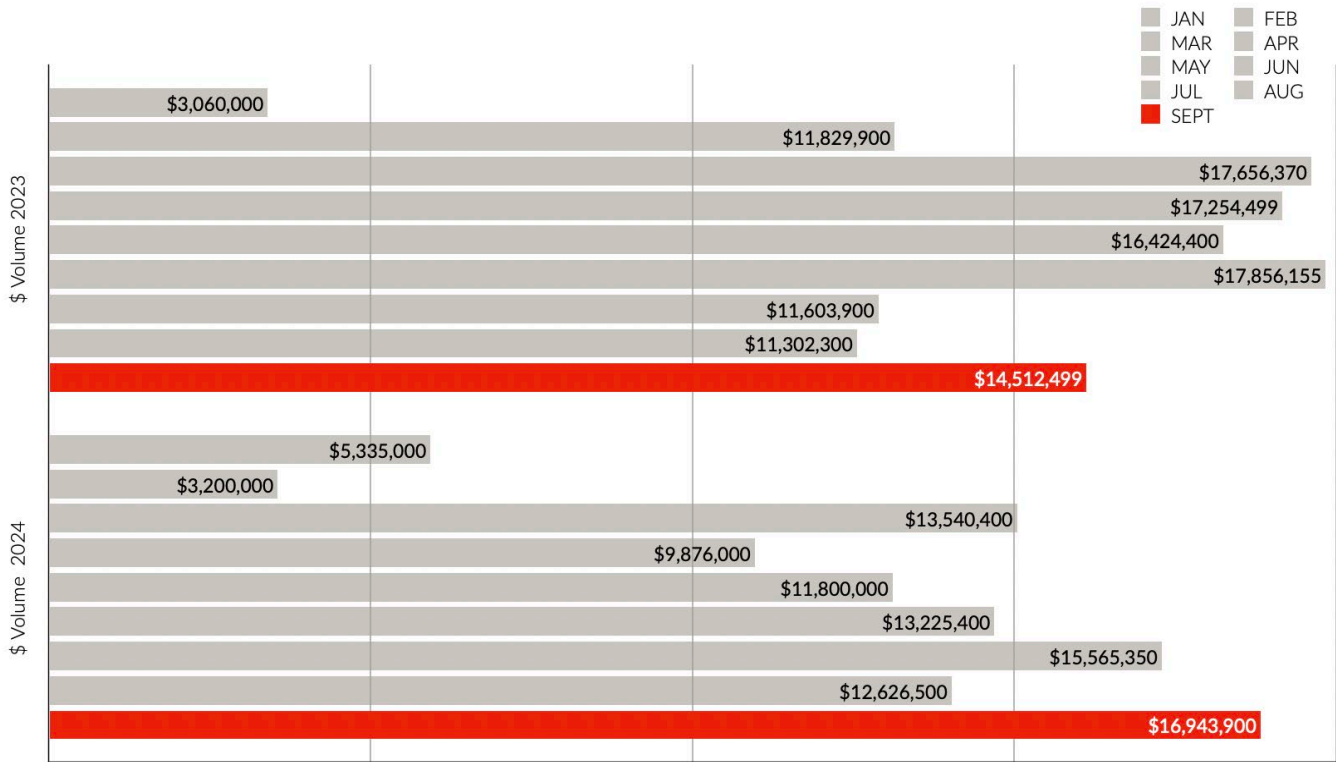 JAN FEB
MAR APR
MAY JUN
JUL AUG
SEPT
$ Volume 2023
$3,060,000
$11,829,900
$17,656,370
$17,254,499
$16,424,400
$17,856,155
$11,603,900
$11,302,300
$14,512,499
$ Volume 2024
$5,335,000
$3,200,000
$13,540,400
$9,876,000
$11,800,000
$13,225,400
$15,565,350
$12,626,500
$16,943,900